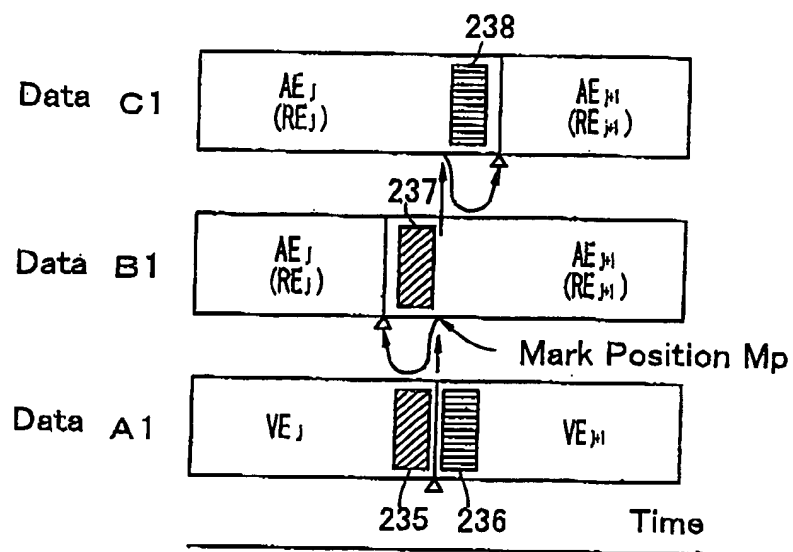 238
Data C1
AEJ
(REJ)
AEJ+1
(REJ+1)
237
Data B1
AEJ
(REJ)
AEJ+1
(REJ+1)
Mark Position Mp
Data A1
VEJ
VEJ+1
235
236
Time